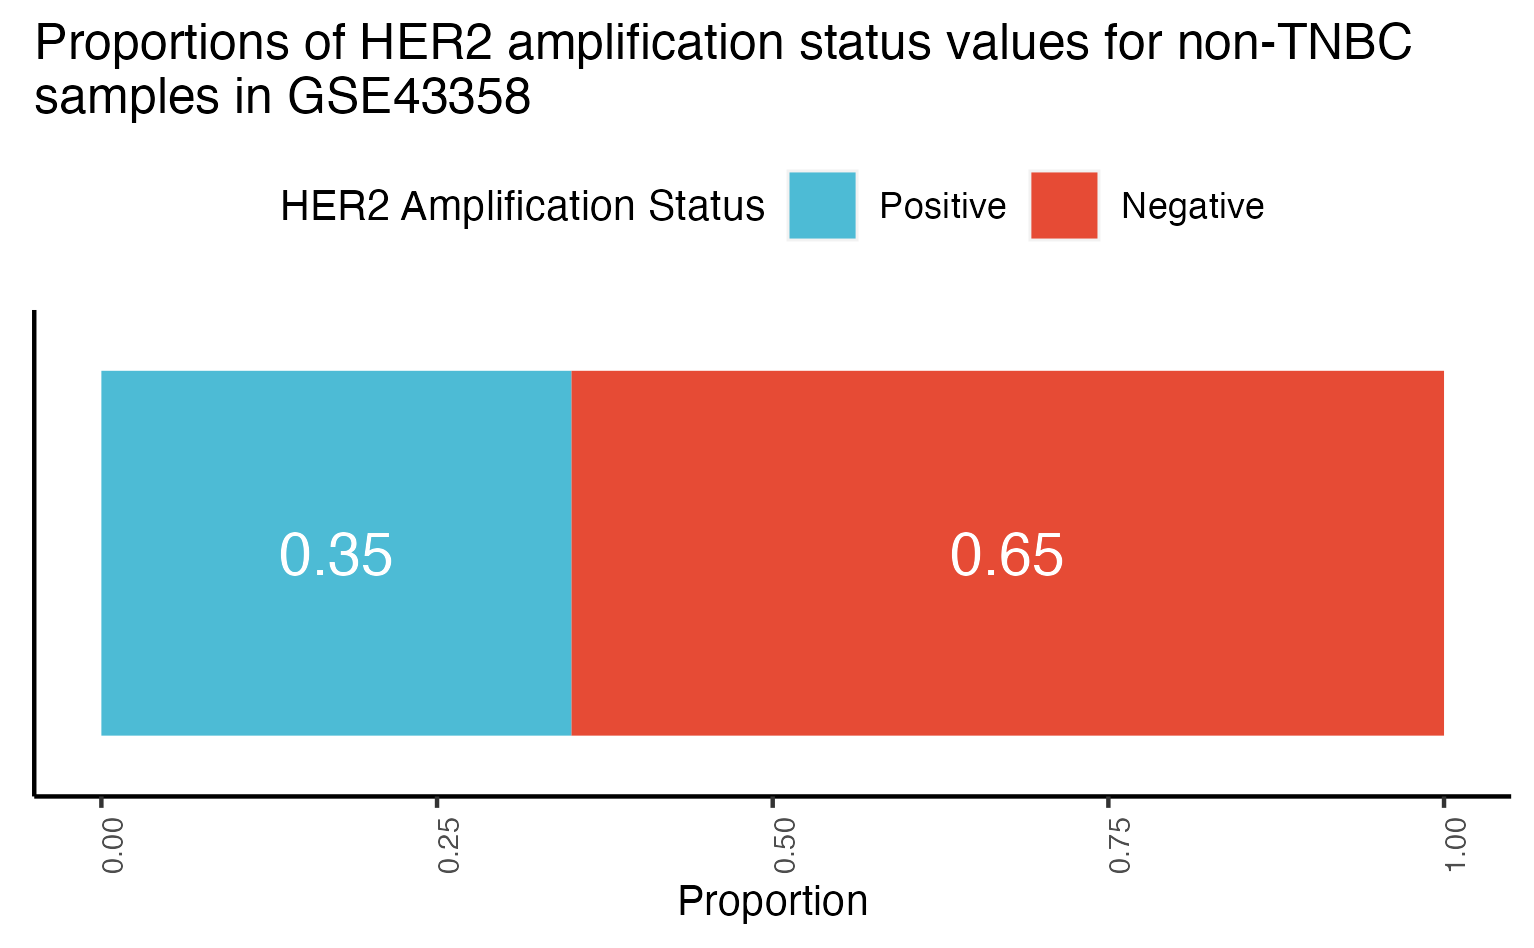 Proportions of HER2 amplification status values for non-TNBC
samples in GSE43358
HER2 Amplification Status Positive Negative
0.35 0.65
0.00 0.25 0.50 0.75 1.00
Proportion